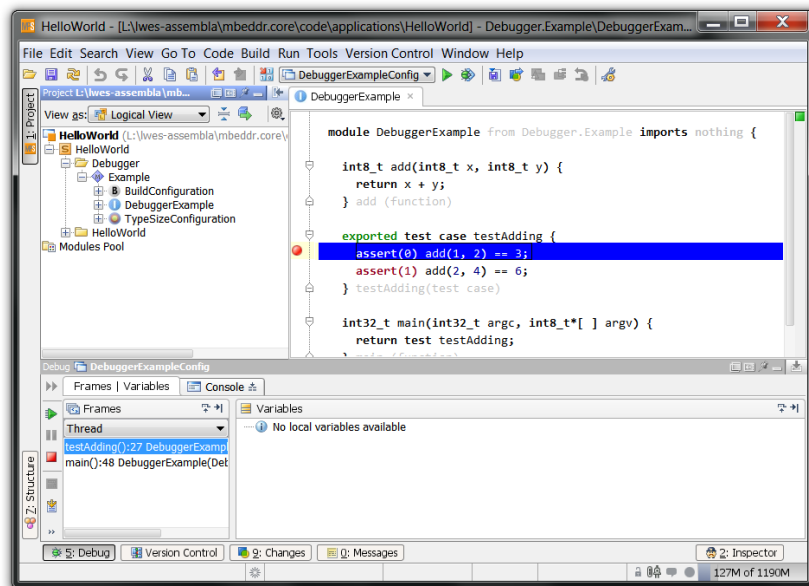 HelloWorld - [L:\lwes-assembla\mbeddr.core\code\applications\HelloWorld] - Debugger.Example\DebuggerExam...
File Edit Search View Go To Code Build Run Tools Version Control Window Help
DebuggerExampleConfig
Project L:\lwes-assembla\mb...
DebuggerExample
1: Project
View as: Logical View
HelloWorld (L:\lwes-assembla\mbeddr.core\
HelloWorld
Debugger
Example
BuildConfiguration
DebuggerExample
TypeSizeConfiguration
HelloWorld
Modules Pool
module DebuggerExample from Debugger.Example imports nothing {
int8_t add(int8_t x, int8_t y) {
return x + y;
} add (function)
exported test case testAdding {
assert(0) add(1, 2) == 3;
assert(1) add(2, 4) == 6;
} testAdding(test case)
int32_t main(int32_t argc, int8_t*[ ] argv) {
return test testAdding;
} main (function)
Debug DebuggerExampleConfig
Frames | Variables
Console
Frames
Variables
Thread
No local variables available
testAdding():27 DebuggerExampl
main():48 DebuggerExample(Deb
Z: Structure
5: Debug
Version Control
9: Changes
0: Messages
2: Inspector
127M of 1190M